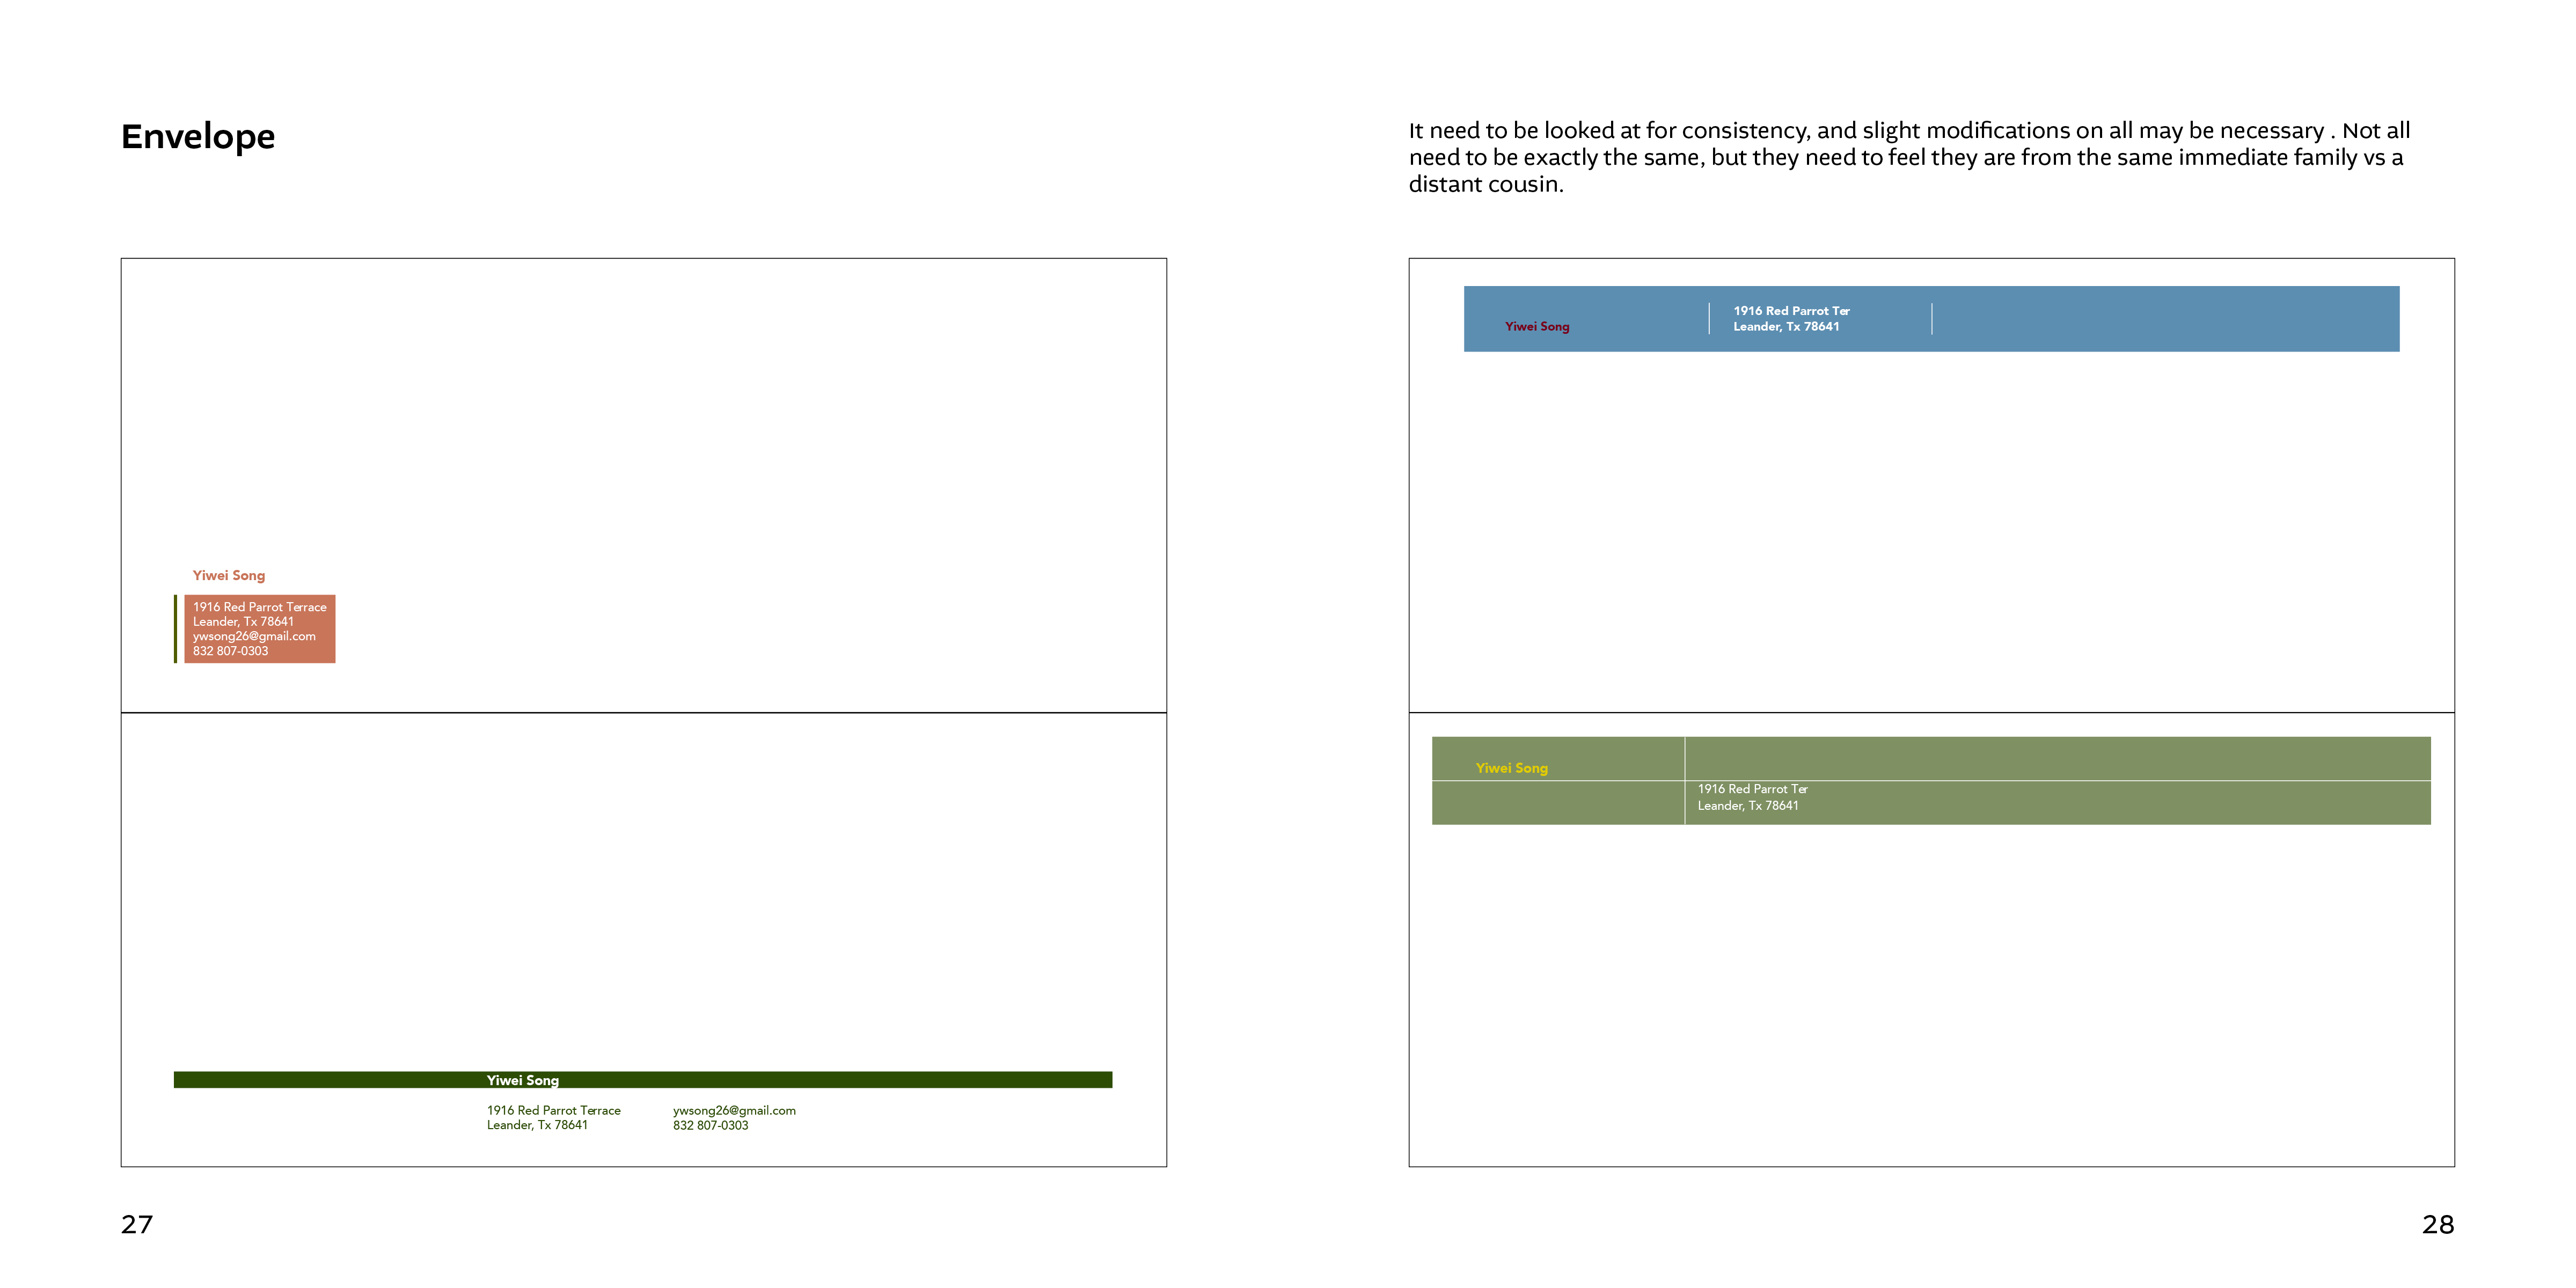 Envelope
It need to be looked at for consistency, and slight modifications on all may be necessary . Not all
need to be exactly the same, but they need to feel they are from the same immediate family vs a
distant cousin.
Yiwei Song
1916 Red Parrot Terrace
Leander, Tx 78641
ywsong26@gmail.com
832 807-0303
Yiwei Song
1916 Red Parrot Terrace
Leander, Tx 78641
ywsong26@gmail.com
832 807-0303
Yiwei Song
1916 Red Parrot Ter
Leander, Tx 78641
Yiwei Song
1916 Red Parrot Ter
Leander, Tx 78641
27
28